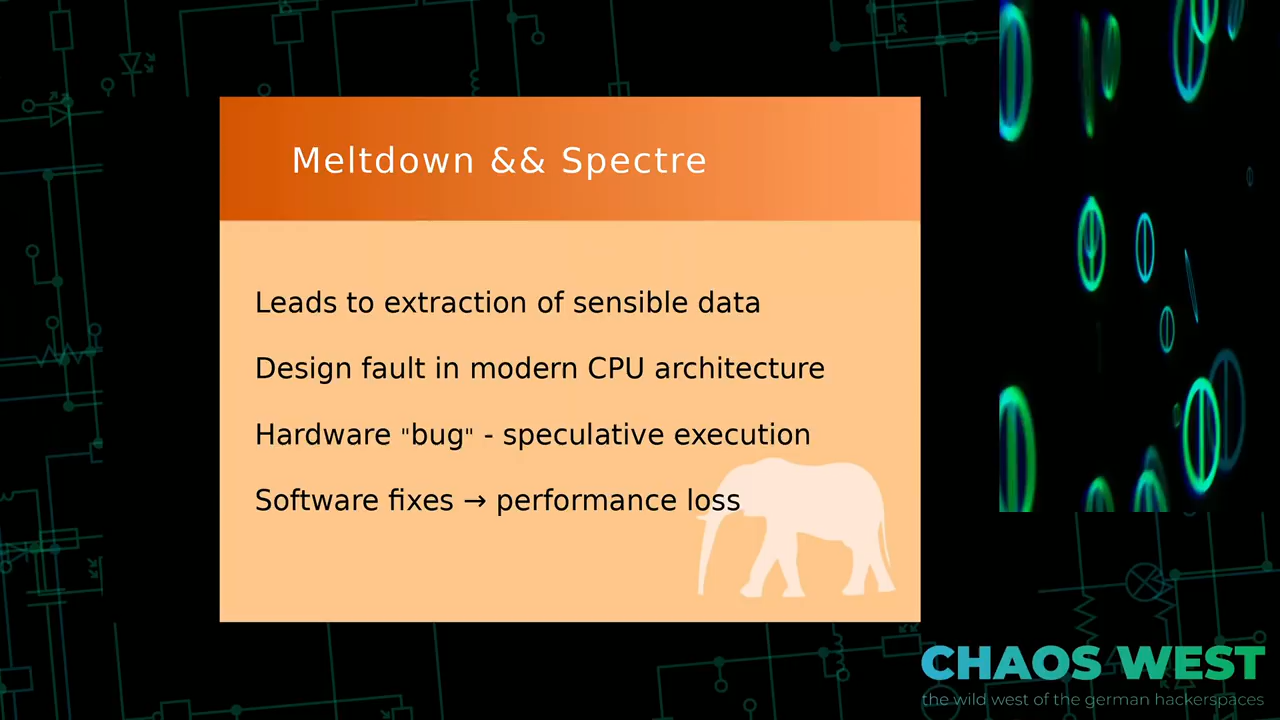 Meltdown && Spectre
Leads to extraction of sensible data
Design fault in modern CPU architecture
Hardware "bug" - speculative execution
Software fixes → performance loss
CHAOS WEST
the wild west of the german hackerspaces